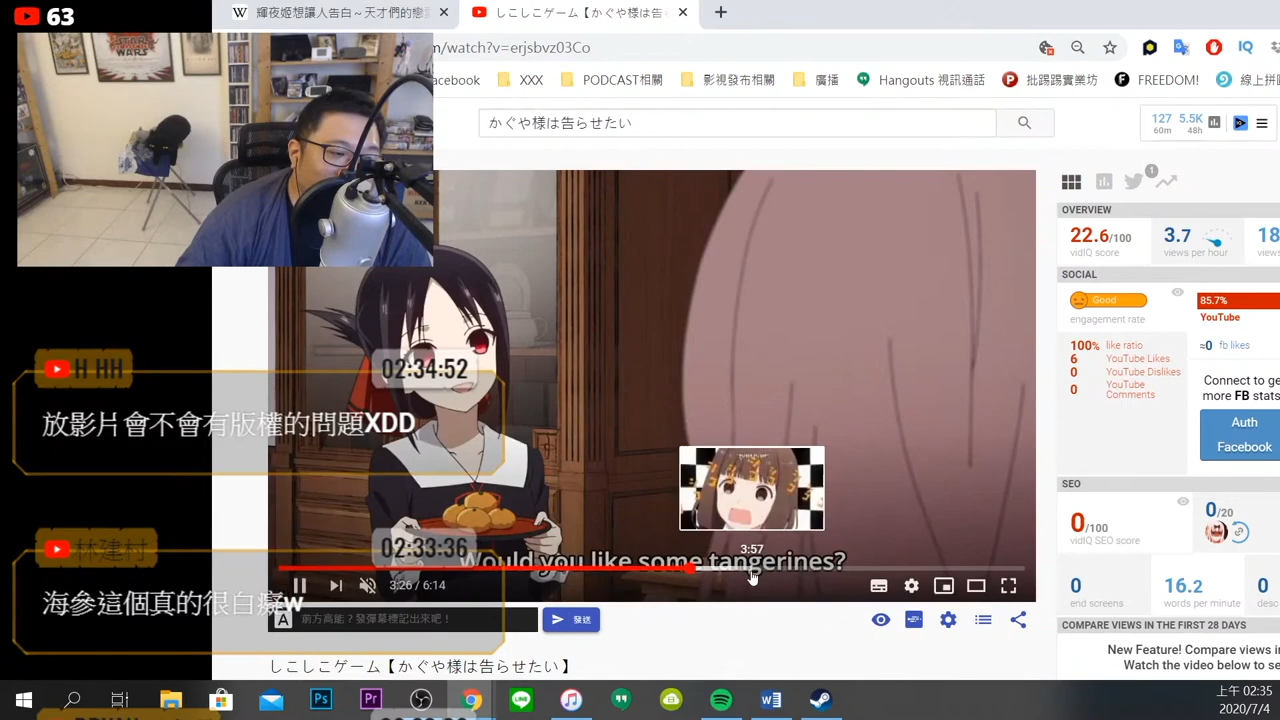 63
輝夜姬想讓人告白~天才們的戀
しこしこゲーム【かぐや様は告ら
/watch?v=erjsbvz03Co
IQ
acebook
XXX
PODCAST相關
影視發布相關
廣播
Hangouts 視訊通話
批踢踢實業坊
FREEDOM!
線上拼
かぐや様は告らせたい
127 5.5K
60m 48h
STAR WARS
1
OVERVIEW
22.6/100
vidIQ score
3.7
views per hour
18
views
SOCIAL
Good
engagement rate
85.7%
YouTube
100% like ratio
6 YouTube Likes
0 YouTube Dislikes
0 YouTube Comments
≈0 fb likes
Connect to ge
more FB stats
Auth
Facebook
H HH
02:34:52
放影片會不會有版權的問題XDD
林建村
02:33:36
海參這個真的很白癡w
3:57
Would you like some tangerines?
3:26 / 6:14
A
前方高能？發彈幕標記出來吧！
發送
しこしこゲーム【かぐや様は告らせたい】
SEO
0/100
vidIQ SEO score
0/20
0
end screens
16.2
words per minute
0
desc
COMPARE VIEWS IN THE FIRST 28 DAYS
New Feature! Compare views in
Watch the video below to se
Ps
Pr
LINE
W
上午 02:35
2020/7/4